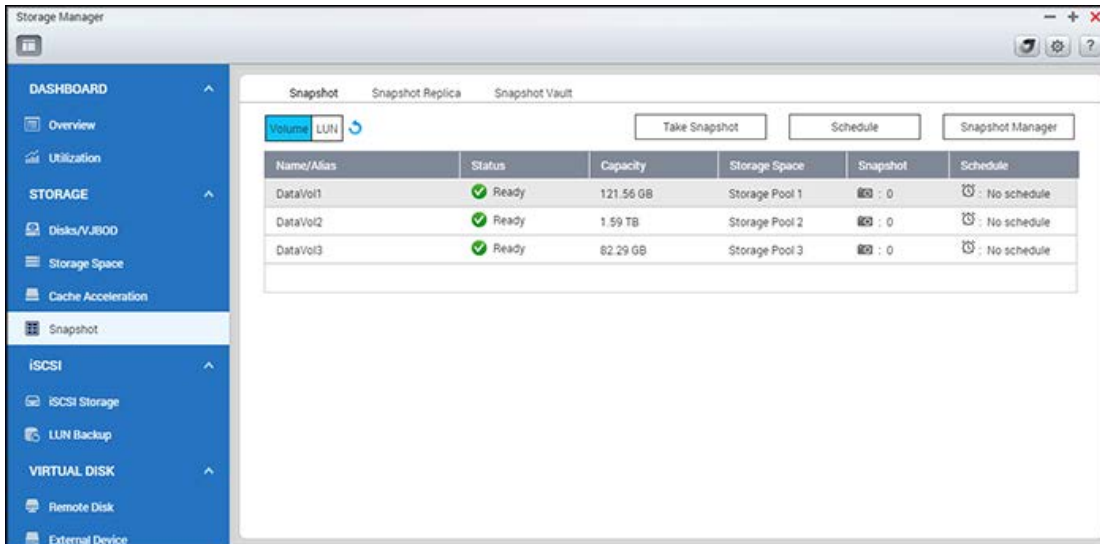 Storage Manager
?
DASHBOARD
Overview
Utilization
STORAGE
Disks/VJBOD
Storage Space
Cache Acceleration
Snapshot
iSCSI
iSCSI Storage
LUN Backup
VIRTUAL DISK
Remote Disk
External Device
Snapshot Snapshot Replica Snapshot Vault
Volume LUN Take Snapshot Schedule Snapshot Manager
Name/Alias Status Capacity Storage Space Snapshot Schedule
DataVol1 Ready 121.56 GB Storage Pool 1 : 0 : No schedule
DataVol2 Ready 1.59 TB Storage Pool 2 : 0 : No schedule
DataVol3 Ready 82.29 GB Storage Pool 3 : 0 : No schedule